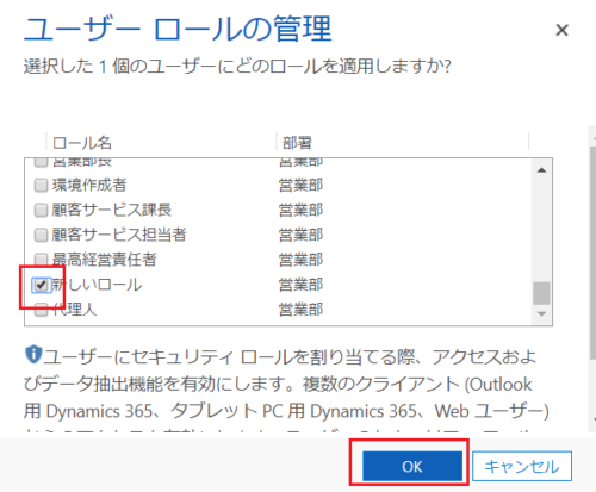 ユーザー ロールの管理
選択した 1 個のユーザーにどのロールを適用しますか?
ロール名 部署
営業部長 営業部
環境作成者 営業部
顧客サービス課長 営業部
顧客サービス担当者 営業部
最高経営責任者 営業部
新しいロール 営業部
代理人 営業部
ユーザーにセキュリティ ロールを割り当てる際、アクセスおよ
びデータ抽出機能を有効にします。複数のクライアント (Outlook
用 Dynamics 365、タブレット PC 用 Dynamics 365、Web ユーザー)
OK キャンセル